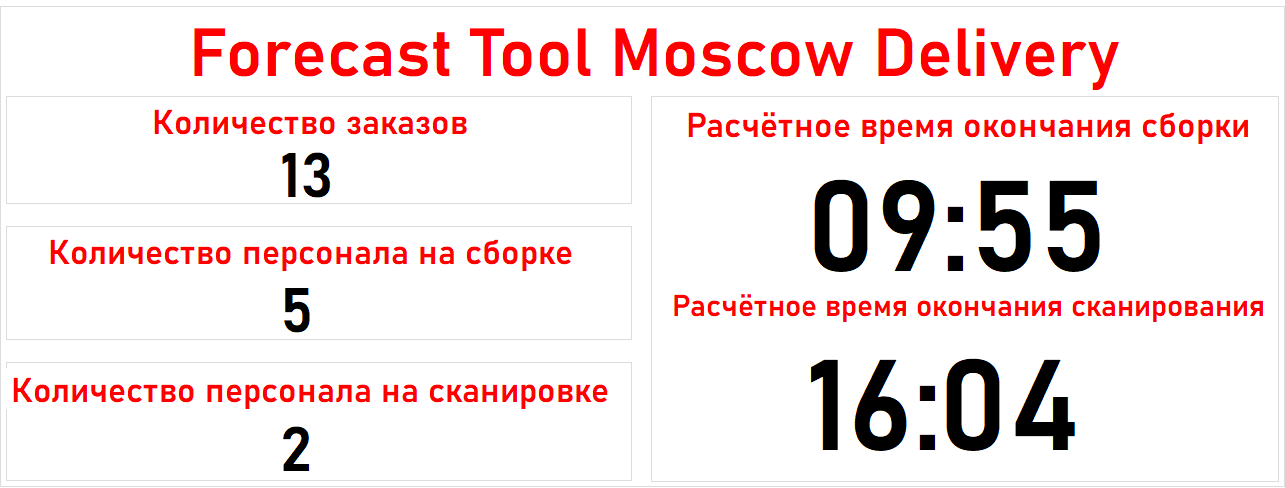 Forecast Tool Moscow Delivery
Количество заказов
13
Количество персонала на сборке
5
Количество персонала на сканировке
2
Расчётное время окончания сборки
09:55
Расчётное время окончания сканирования
16:04